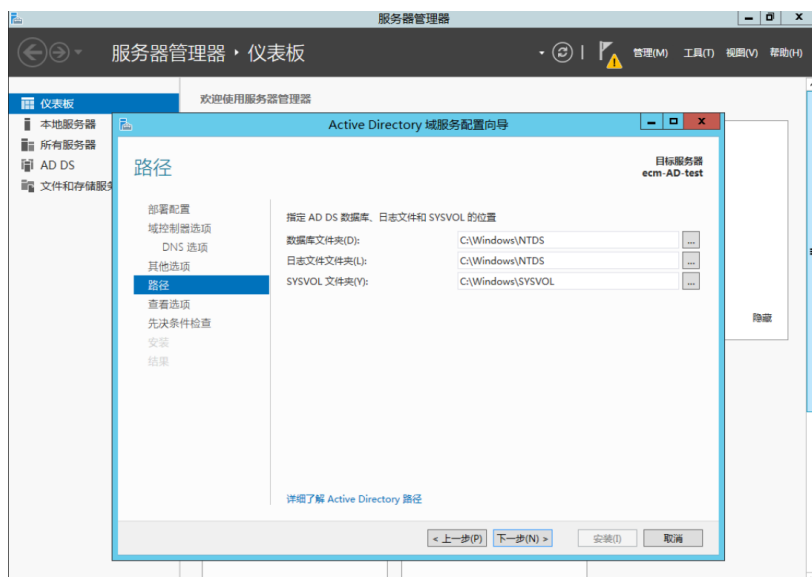 服务器管理器
服务器管理器 · 仪表板
管理(M) 工具(T) 视图(V) 帮助(H)
仪表板
本地服务器
所有服务器
AD DS
文件和存储服务
欢迎使用服务器管理器
Active Directory 域服务配置向导
路径
目标服务器
ecm-AD-test
部署配置
域控制器选项
DNS 选项
其他选项
路径
查看选项
先决条件检查
安装
结果
指定 AD DS 数据库、日志文件和 SYSVOL 的位置
数据库文件夹(D): C:\Windows\NTDS ...
日志文件文件夹(L): C:\Windows\NTDS ...
SYSVOL 文件夹(Y): C:\Windows\SYSVOL ...
详细了解 Active Directory 路径
< 上一步(P) 下一步(N) > 安装(I) 取消
隐藏